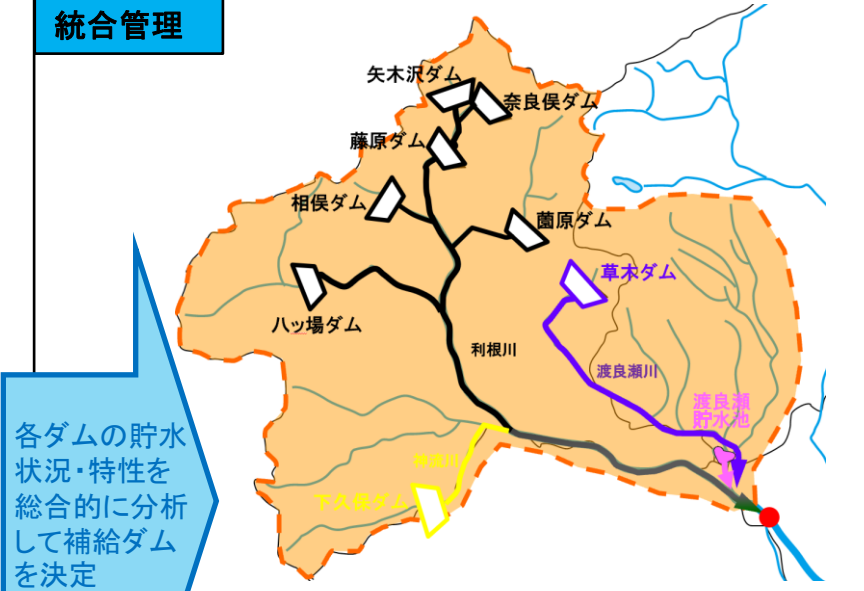 統合管理
矢木沢ダム
奈良俣ダム
藤原ダム
相俣ダム
薗原ダム
草木ダム
八ッ場ダム
利根川
渡良瀬川
渡良瀬
貯水池
神流川
下久保ダム
各ダムの貯水
状況・特性を
総合的に分析
して補給ダム
を決定